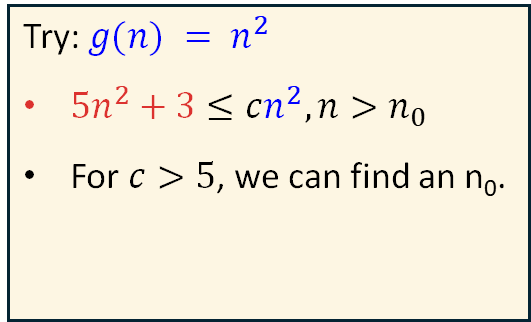 Try: g(n) = n²
• 5n² + 3 ≤ cn², n > n₀
• For c > 5, we can find an n₀.